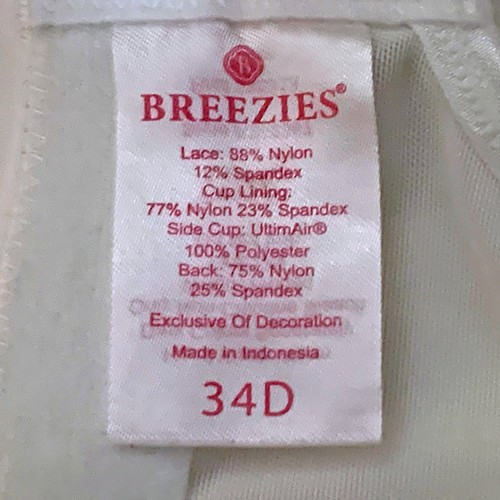 B
BREEZIES®
Lace: 88% Nylon
12% Spandex
Cup Lining:
77% Nylon 23% Spandex
Side Cup: UltimAir®
100% Polyester
Back: 75% Nylon
25% Spandex
Exclusive Of Decoration
Made in Indonesia
34D